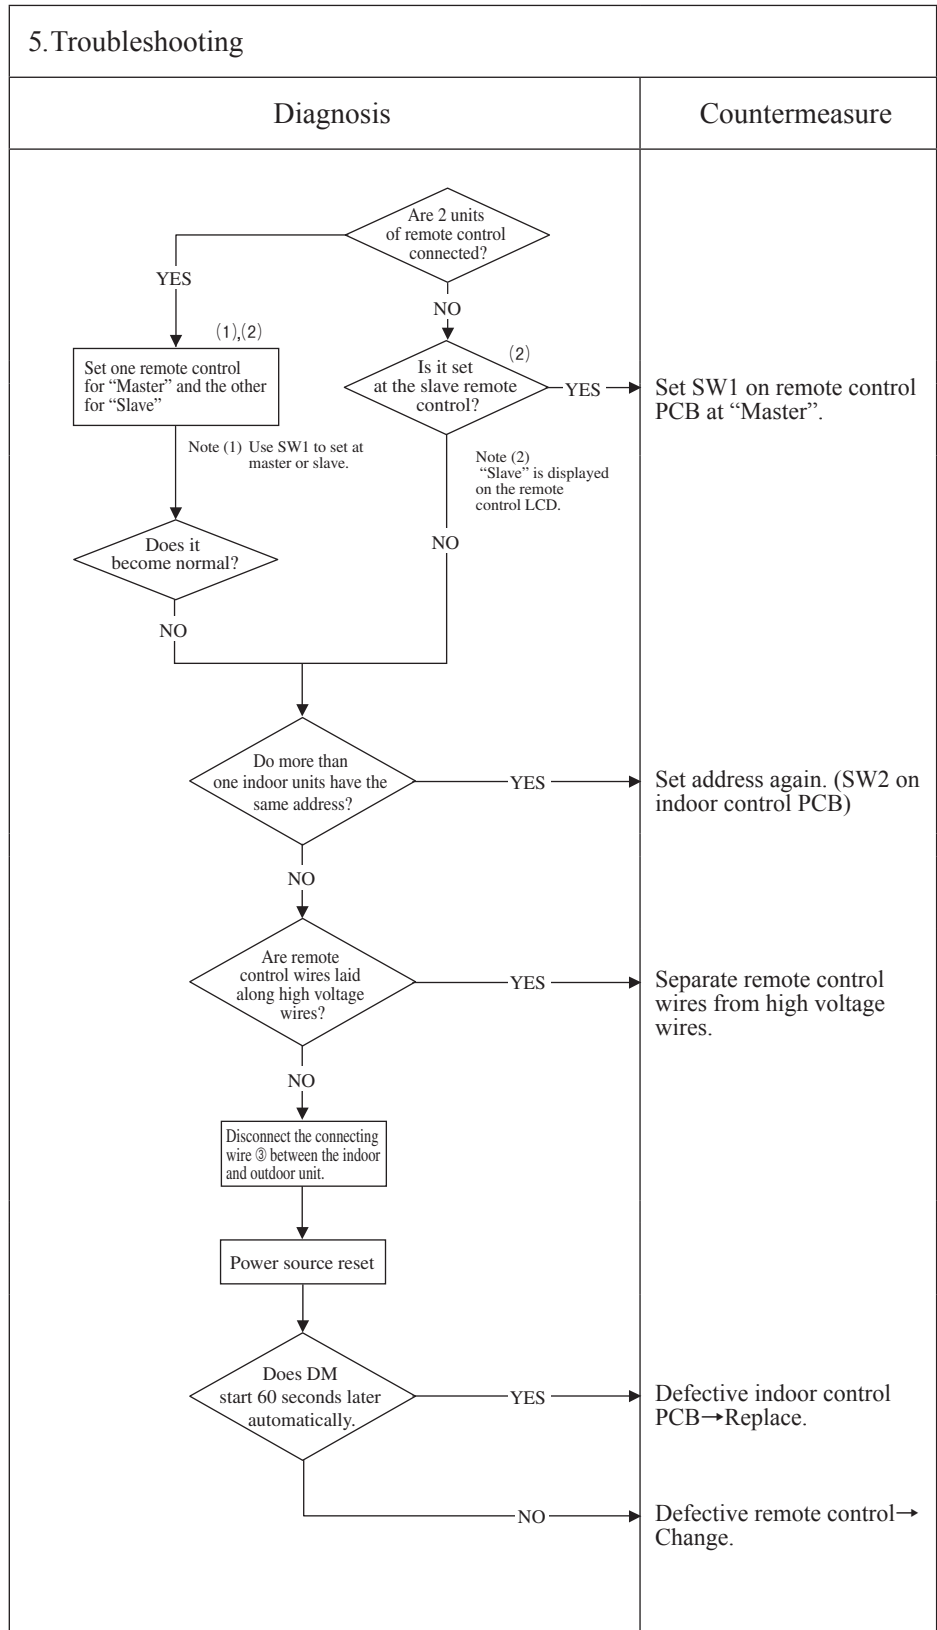 5.Troubleshooting
Diagnosis
Countermeasure
Are 2 units
of remote control
connected?
YES
NO
(1),(2)
Set one remote control
for “Master” and the other
for “Slave”
(2)
Is it set
at the slave remote
control?
YES
Set SW1 on remote control
PCB at “Master”.
Note (1) Use SW1 to set at
master or slave.
Note (2)
“Slave” is displayed
on the remote
control LCD.
NO
Does it
become normal?
NO
Do more than
one indoor units have the
same address?
YES
Set address again. (SW2 on
indoor control PCB)
NO
Are remote
control wires laid
along high voltage
wires?
YES
Separate remote control
wires from high voltage
wires.
NO
Disconnect the connecting
wire ③ between the indoor
and outdoor unit.
Power source reset
Does DM
start 60 seconds later
automatically.
YES
Defective indoor control
PCB→Replace.
NO
Defective remote control→
Change.